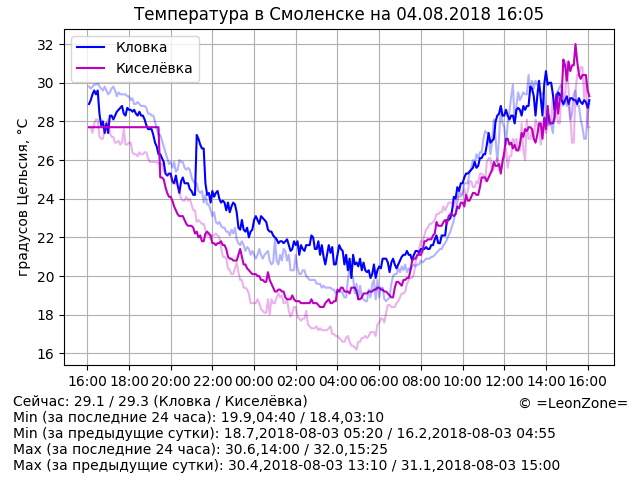 Температура в Смоленске на 04.08.2018 16:05
Кловка
Киселёвка
градусов Цельсия, °C
32
30
28
26
24
22
20
18
16
16:00 18:00 20:00 22:00 00:00 02:00 04:00 06:00 08:00 10:00 12:00 14:00 16:00
Сейчас: 29.1 / 29.3 (Кловка / Киселёвка)
© =LeonZone=
Min (за последние 24 часа): 19.9,04:40 / 18.4,03:10
Min (за предыдущие сутки): 18.7,2018-08-03 05:20 / 16.2,2018-08-03 04:55
Max (за последние 24 часа): 30.6,14:00 / 32.0,15:25
Max (за предыдущие сутки): 30.4,2018-08-03 13:10 / 31.1,2018-08-03 15:00